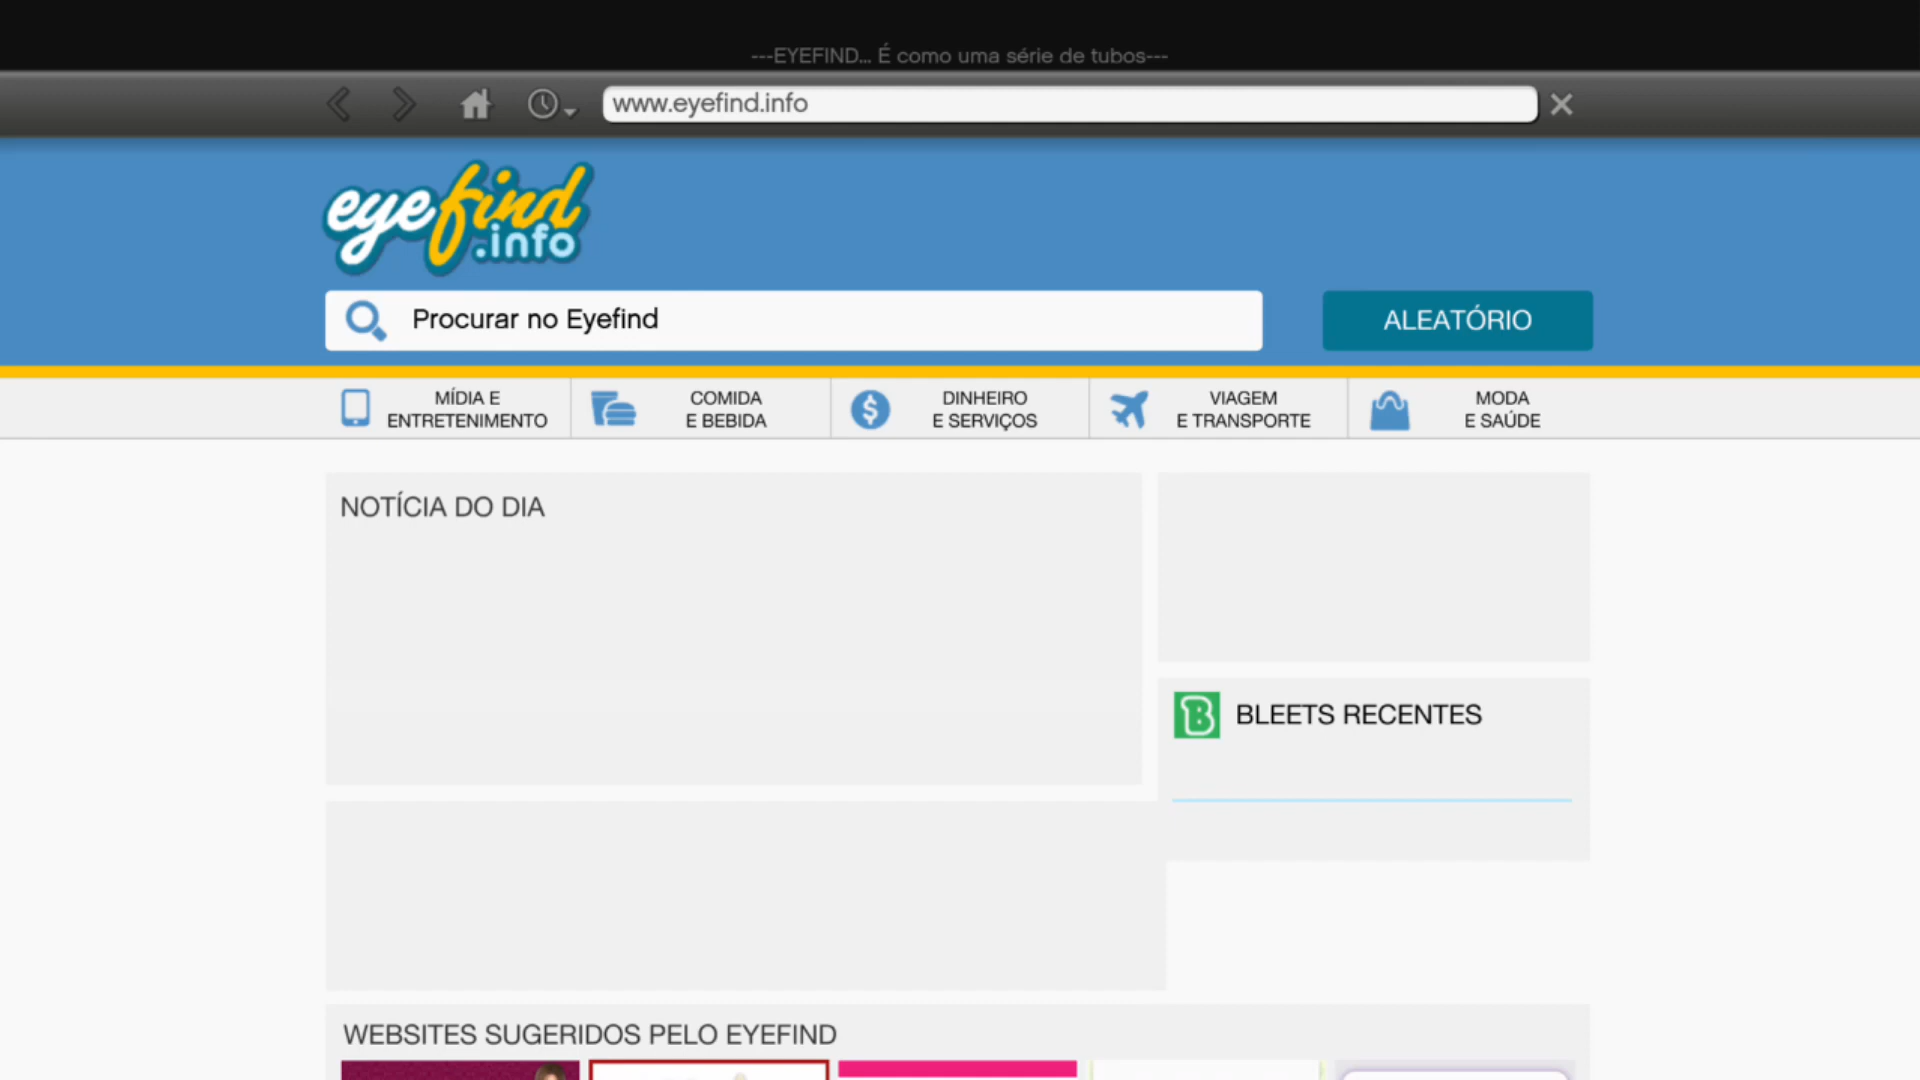 ---EYEFIND... É como uma série de tubos---
www.eyefind.info
eyefind
.info
Procurar no Eyefind
ALEATÓRIO
MÍDIA E
ENTRETENIMENTO
COMIDA
E BEBIDA
DINHEIRO
E SERVIÇOS
VIAGEM
E TRANSPORTE
MODA
E SAÚDE
NOTÍCIA DO DIA
B BLEETS RECENTES
WEBSITES SUGERIDOS PELO EYEFIND